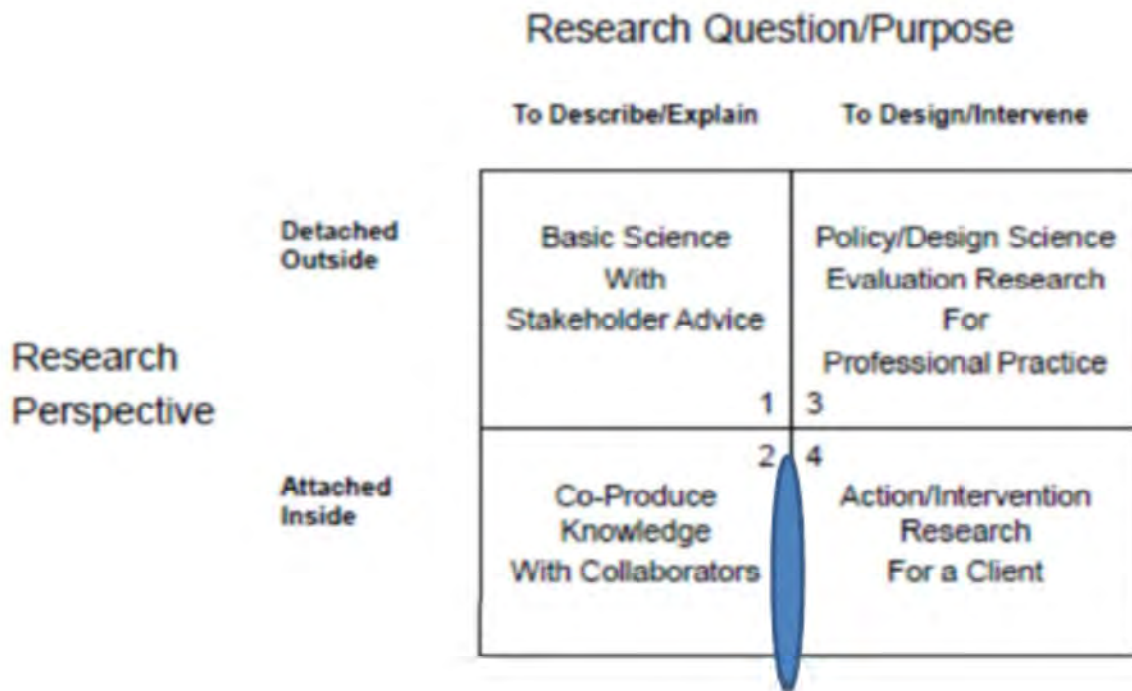 Research Question/Purpose
To Describe/Explain
To Design/Intervene
Detached
Outside
Basic Science
With
Stakeholder Advice
1
Policy/Design Science
Evaluation Research
For
Professional Practice
3
Research
Perspective
Attached
Inside
2
Co-Produce
Knowledge
With Collaborators
4
Action/Intervention
Research
For a Client